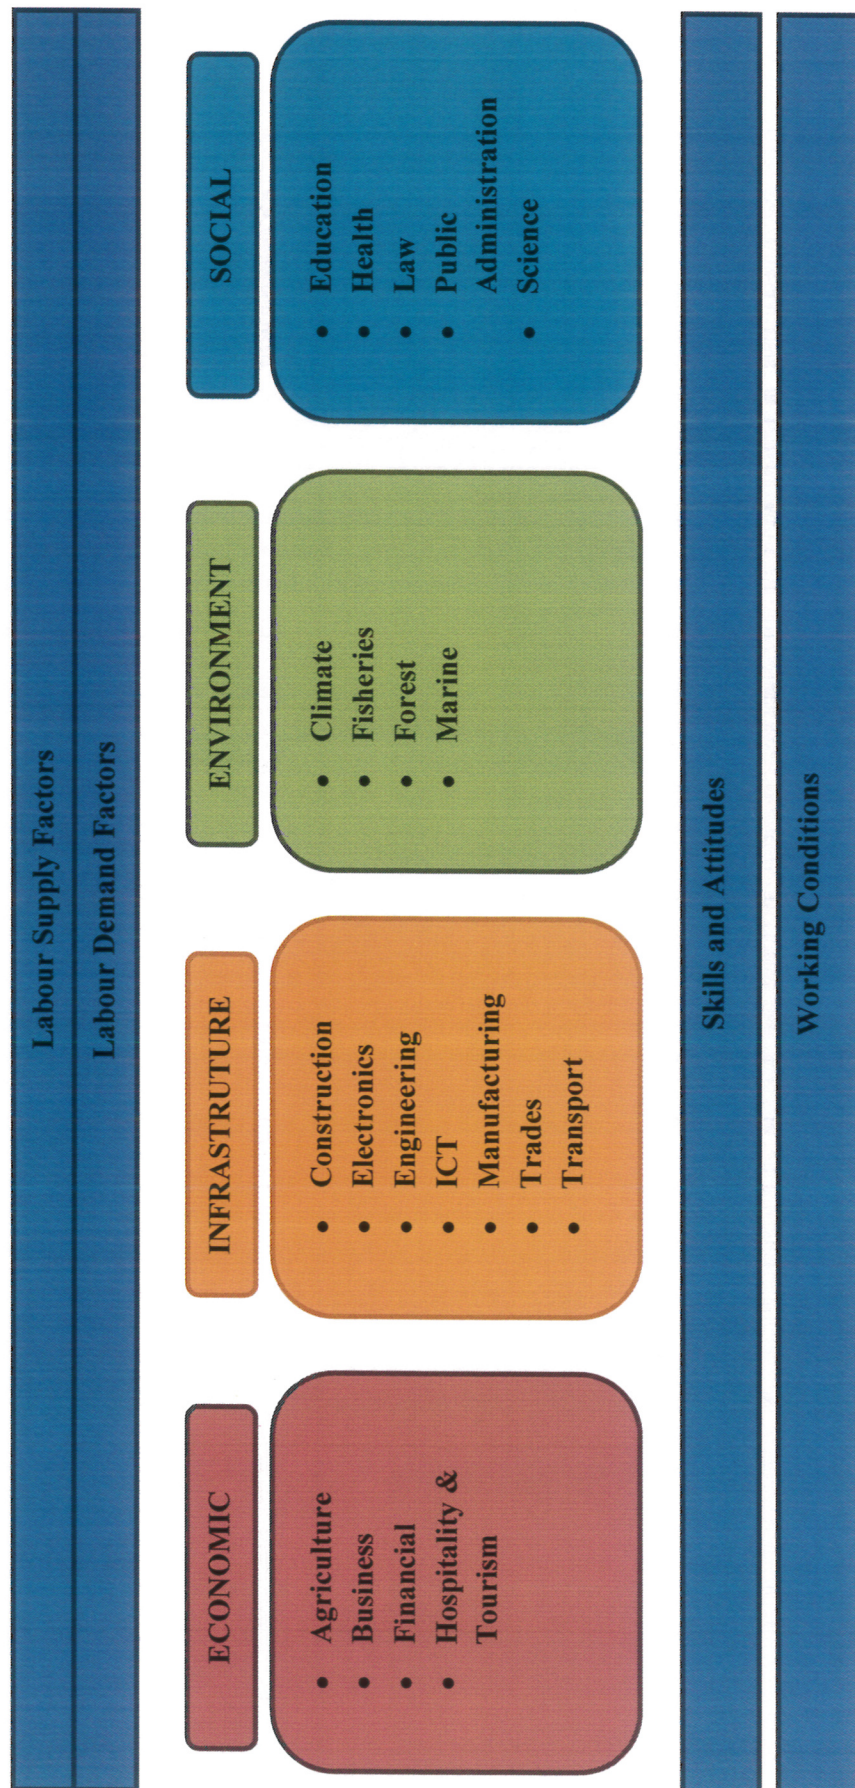 Labour Supply Factors
Labour Demand Factors
ECONOMIC
• Agriculture
• Business
• Financial
• Hospitality &
Tourism
INFRASTRUTURE
• Construction
• Electronics
• Engineering
• ICT
• Manufacturing
• Trades
• Transport
ENVIRONMENT
• Climate
• Fisheries
• Forest
• Marine
SOCIAL
• Education
• Health
• Law
• Public
Administration
• Science
Skills and Attitudes
Working Conditions